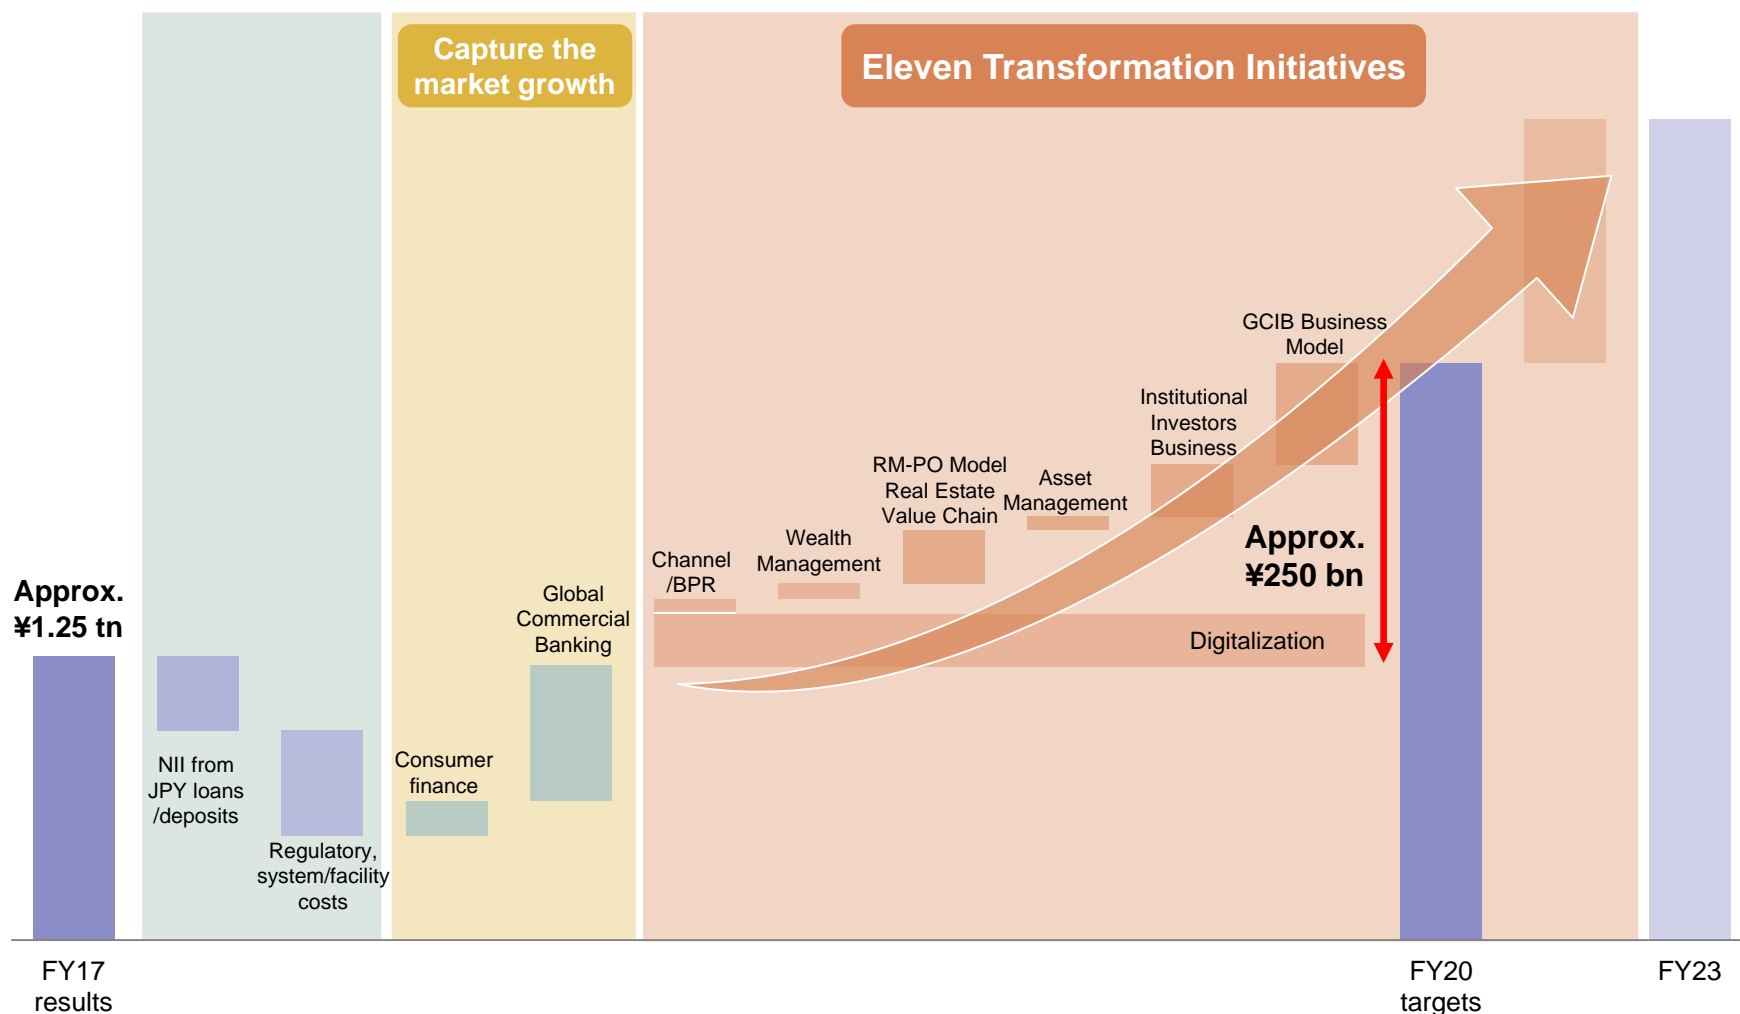 Capture the
market growth
Eleven Transformation Initiatives
Approx.
¥1.25 tn
NII from
JPY loans
/deposits
Regulatory,
system/facility
costs
Consumer
finance
Global
Commercial
Banking
Channel
/BPR
Wealth
Management
RM-PO Model
Real Estate
Value Chain
Asset
Management
Institutional
Investors
Business
GCIB Business
Model
Digitalization
Approx.
¥250 bn
FY17
results
FY20
targets
FY23